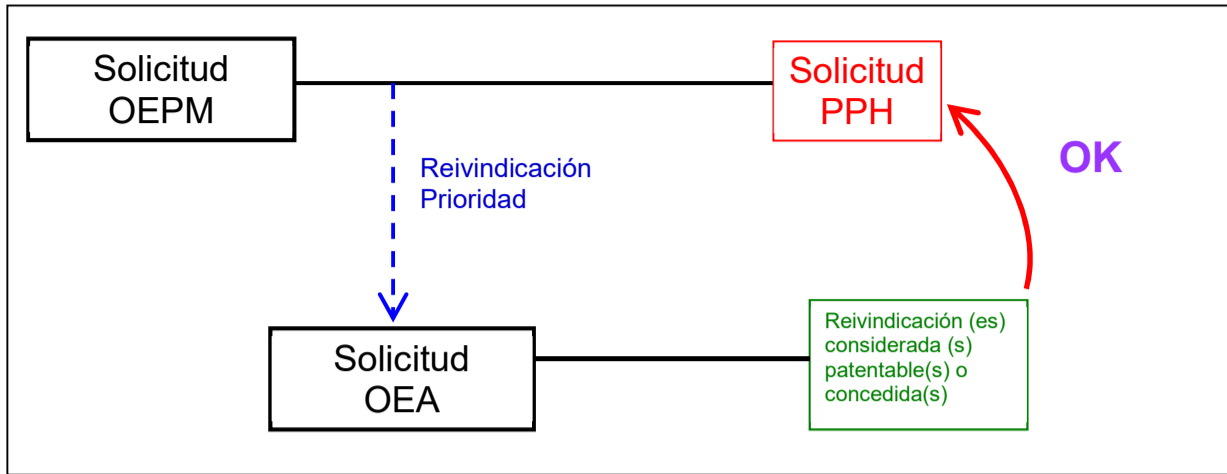 Solicitud
OEPM
Solicitud
PPH
OK
Reivindicación
Prioridad
Solicitud
OEA
Reivindicación (es)
considerada (s)
patentable(s) o
concedida(s)